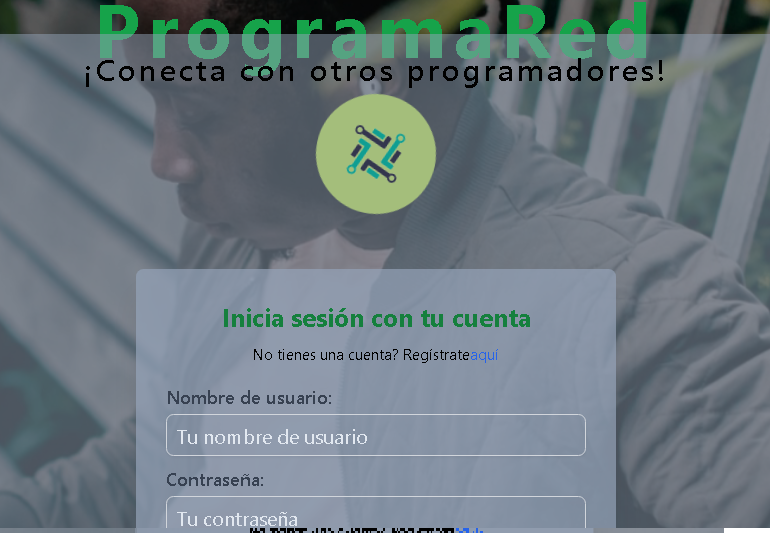 ProgramaRed
¡Conecta con otros programadores!
Inicia sesión con tu cuenta
No tienes una cuenta? Regístrateaquí
Nombre de usuario:
Tu nombre de usuario
Contraseña:
Tu contraseña